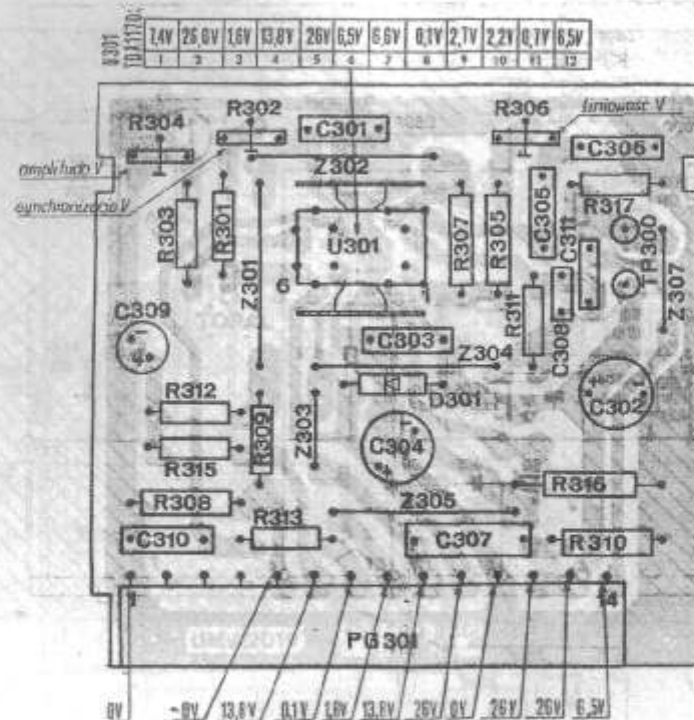 U301
TDA1170
7,4V 26,6V 1,6V 13,8V 26V 6,5V 6,6V 0,1V 2,7V 2,2V 0,7V 6,5V
1 2 3 4 5 6 7 8 9 10 11 12
R304 R302 C301 R306 liniowość V
C306
amplituda V
Z302
synchronizacja V
R303 R301 U301 R307 R305 C305 C311 R317
TP300 Z307
Z301 6 1
R311 C308
C309
C303
Z304
D301
R312
C302
R309 Z303
C304
R315
R316
R308
Z305
R313
C310 C307 R310
1 14
PG301
0V ~8V 13,8V 0,1V 1,6V 13,8V 26V 0V 26V 26V 6,5V